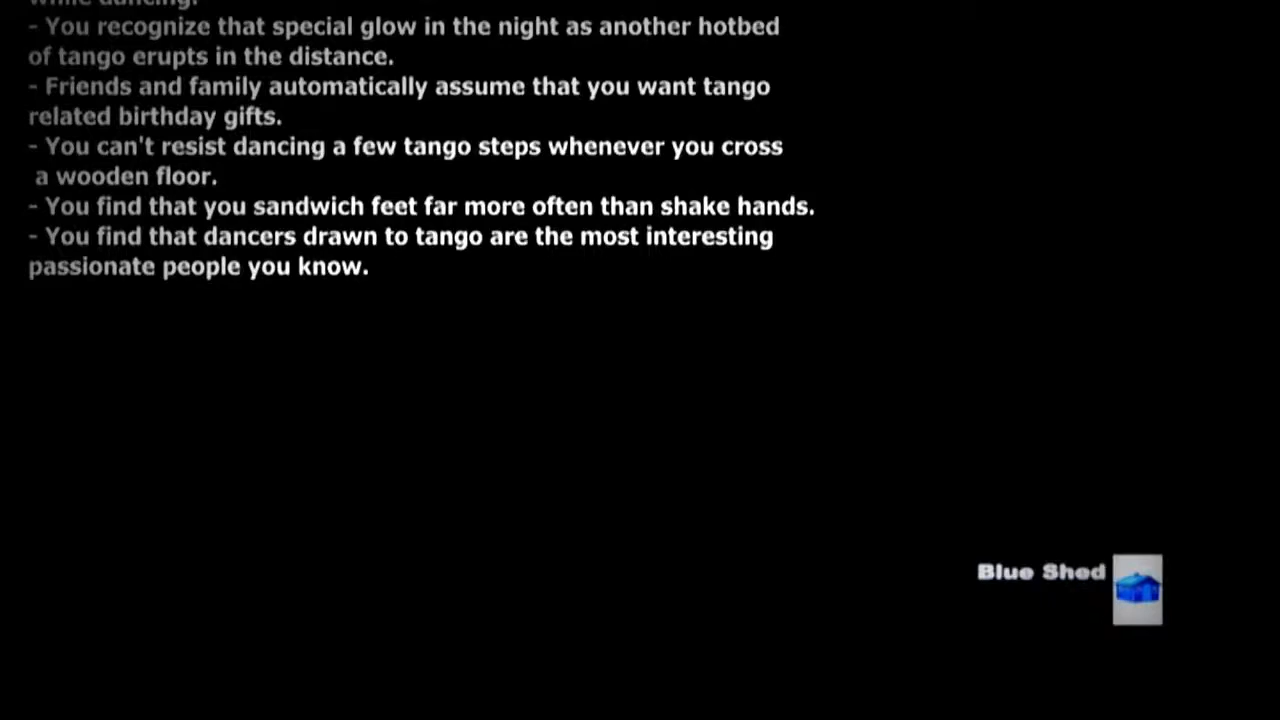 while dancing.
- You recognize that special glow in the night as another hotbed
of tango erupts in the distance.
- Friends and family automatically assume that you want tango
related birthday gifts.
- You can't resist dancing a few tango steps whenever you cross
a wooden floor.
- You find that you sandwich feet far more often than shake hands.
- You find that dancers drawn to tango are the most interesting
passionate people you know.
Blue Shed